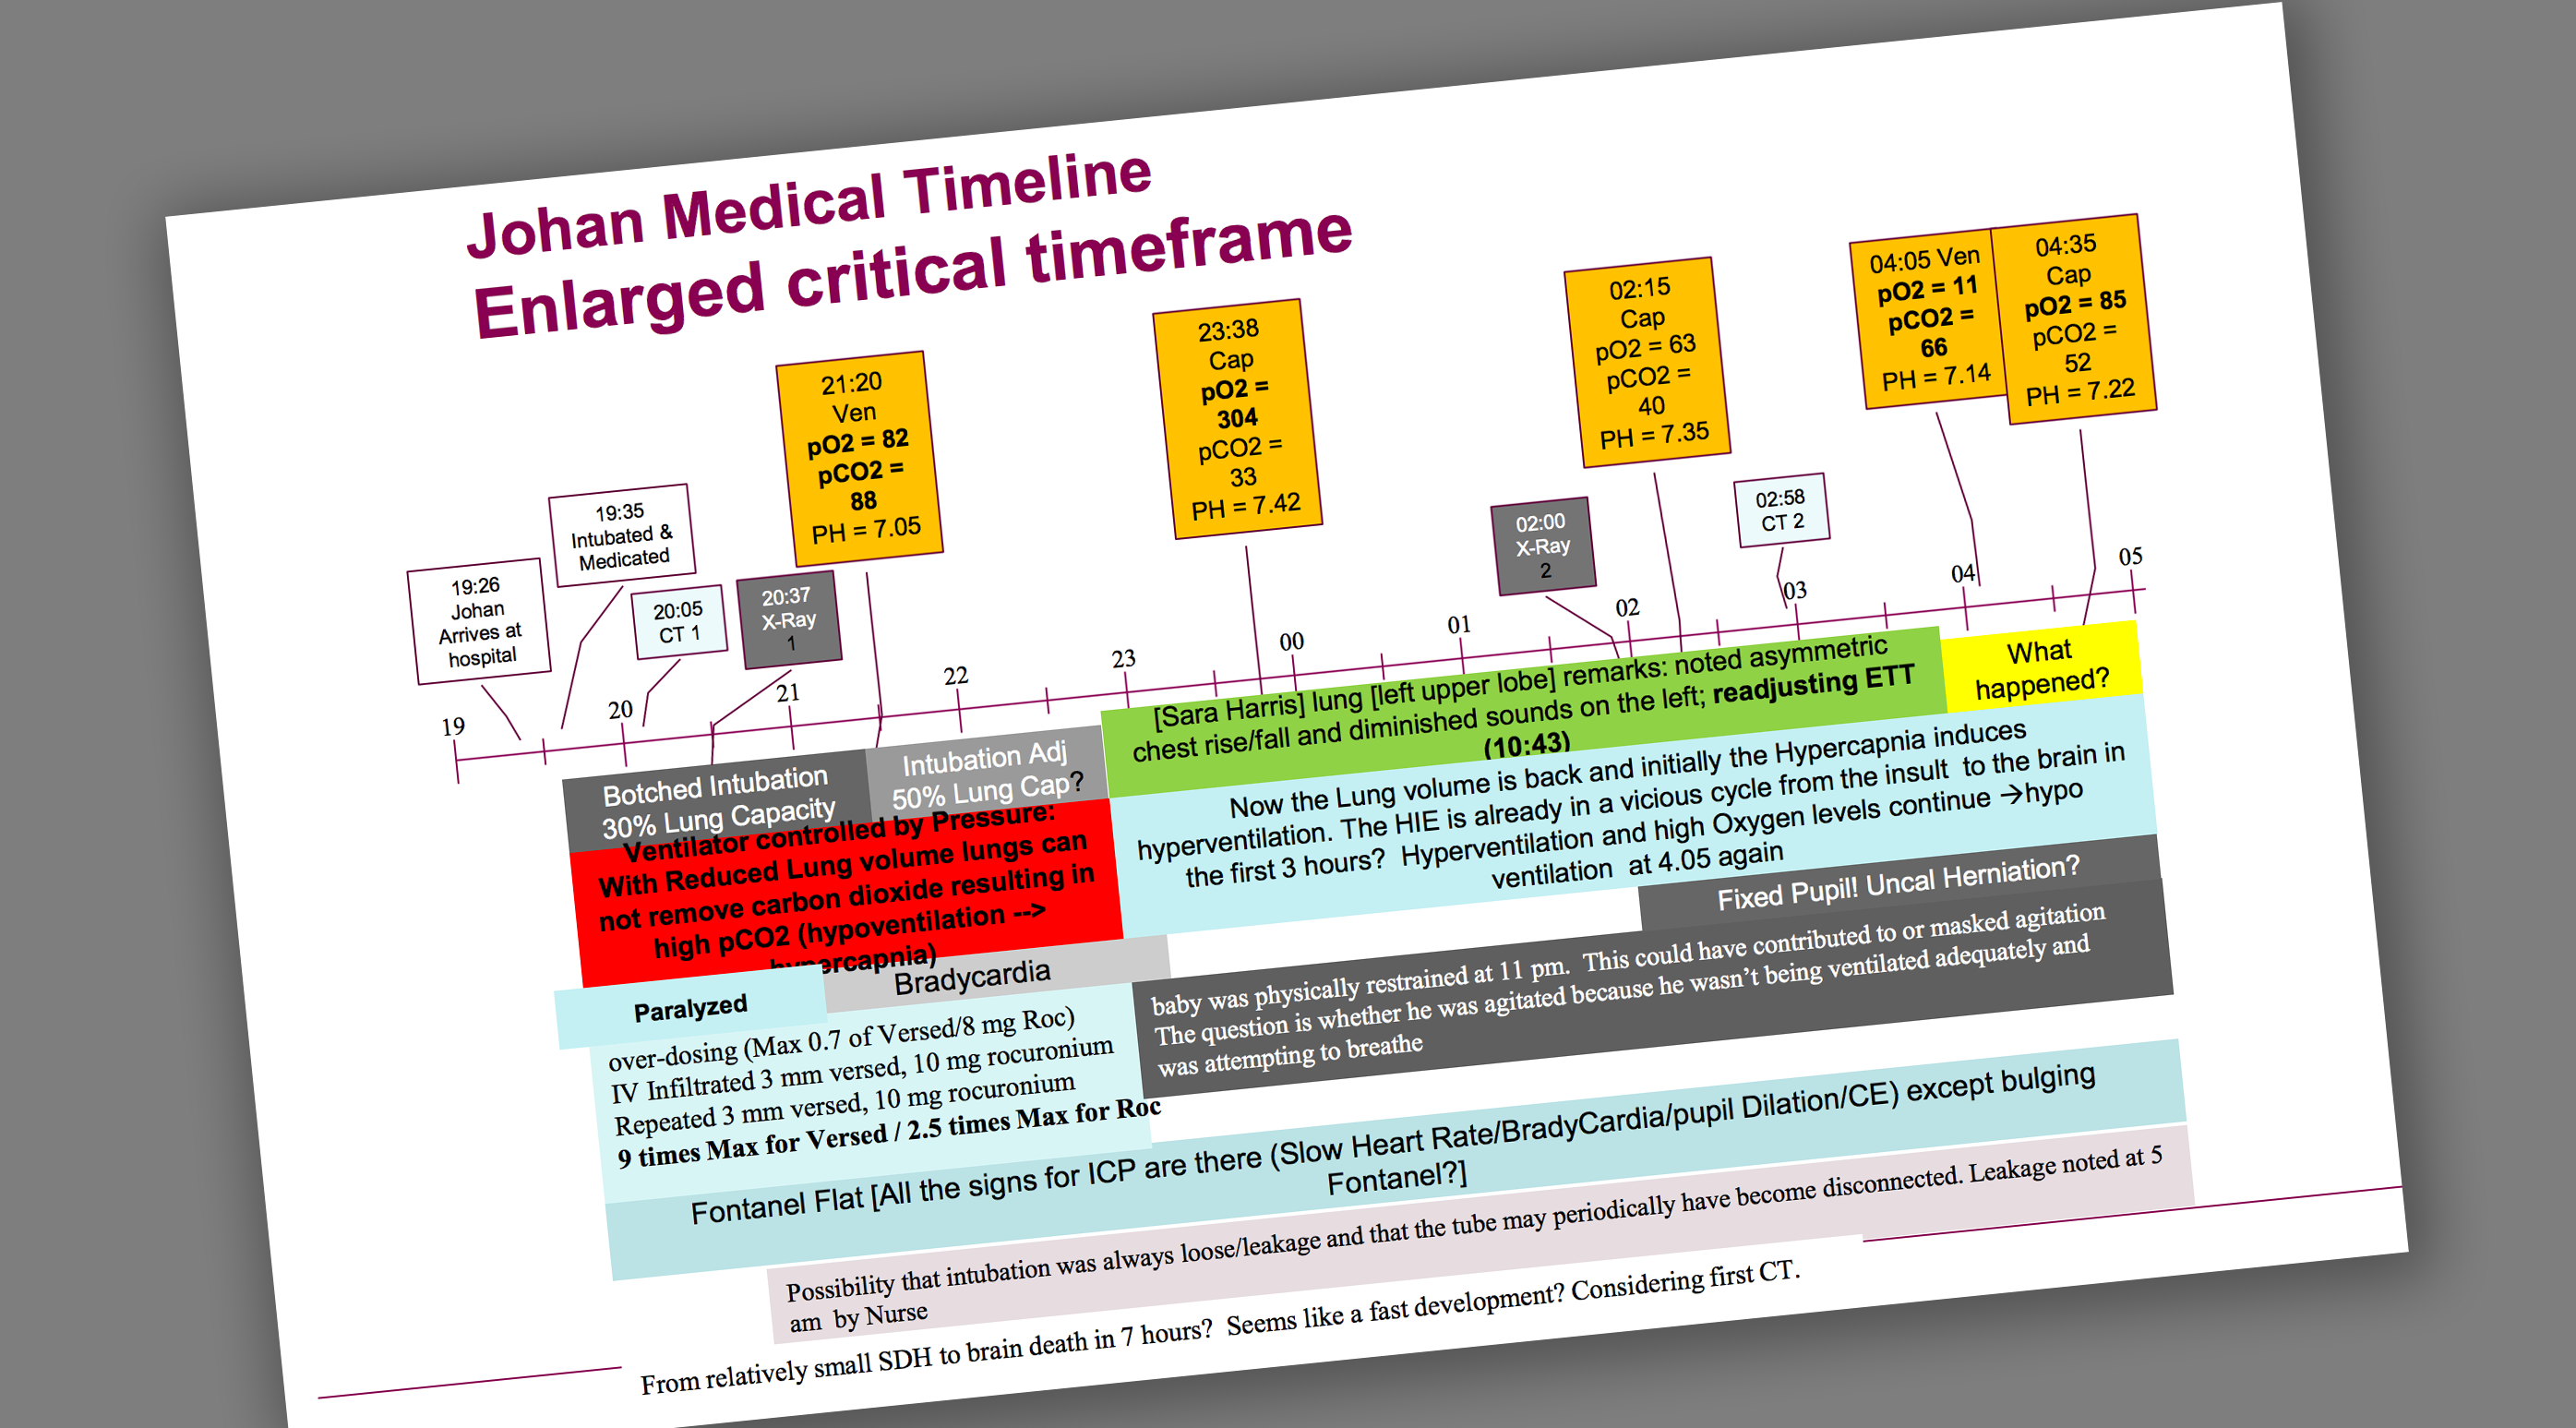 Johan Medical Timeline
Enlarged critical timeframe
19:26
Johan
Arrives at
hospital
19:35
Intubated &
Medicated
20:05
CT 1
20:37
X-Ray
1
21:20
Ven
pO2 = 82
pCO2 =
88
PH = 7.05
23:38
Cap
pO2 =
304
pCO2 =
33
PH = 7.42
02:00
X-Ray
2
02:15
Cap
pO2 = 63
pCO2 =
40
PH = 7.35
02:58
CT 2
04:05 Ven
pO2 = 11
pCO2 =
66
PH = 7.14
04:35
Cap
pO2 = 85
pCO2 =
52
PH = 7.22
19
20
21
22
23
00
01
02
03
04
05
Botched Intubation
30% Lung Capacity
Intubation Adj
50% Lung Cap?
[Sara Harris] lung [left upper lobe] remarks: noted asymmetric
chest rise/fall and diminished sounds on the left; readjusting ETT
(10:43)
What
happened?
Ventilator controlled by Pressure:
With Reduced Lung volume lungs can
not remove carbon dioxide resulting in
high pCO2 (hypoventilation -->
hypercapnia)
Now the Lung volume is back and initially the Hypercapnia induces
hyperventilation. The HIE is already in a vicious cycle from the insult to the brain in
the first 3 hours? Hyperventilation and high Oxygen levels continue →hypo
ventilation at 4.05 again
Fixed Pupil! Uncal Herniation?
Paralyzed
Bradycardia
baby was physically restrained at 11 pm. This could have contributed to or masked agitation
The question is whether he was agitated because he wasn't being ventilated adequately and
was attempting to breathe
over-dosing (Max 0.7 of Versed/8 mg Roc)
IV Infiltrated 3 mm versed, 10 mg rocuronium
Repeated 3 mm versed, 10 mg rocuronium
9 times Max for Versed / 2.5 times Max for Roc
Fontanel Flat [All the signs for ICP are there (Slow Heart Rate/BradyCardia/pupil Dilation/CE) except bulging
Fontanel?]
Possibility that intubation was always loose/leakage and that the tube may periodically have become disconnected. Leakage noted at 5
am by Nurse
From relatively small SDH to brain death in 7 hours? Seems like a fast development? Considering first CT.